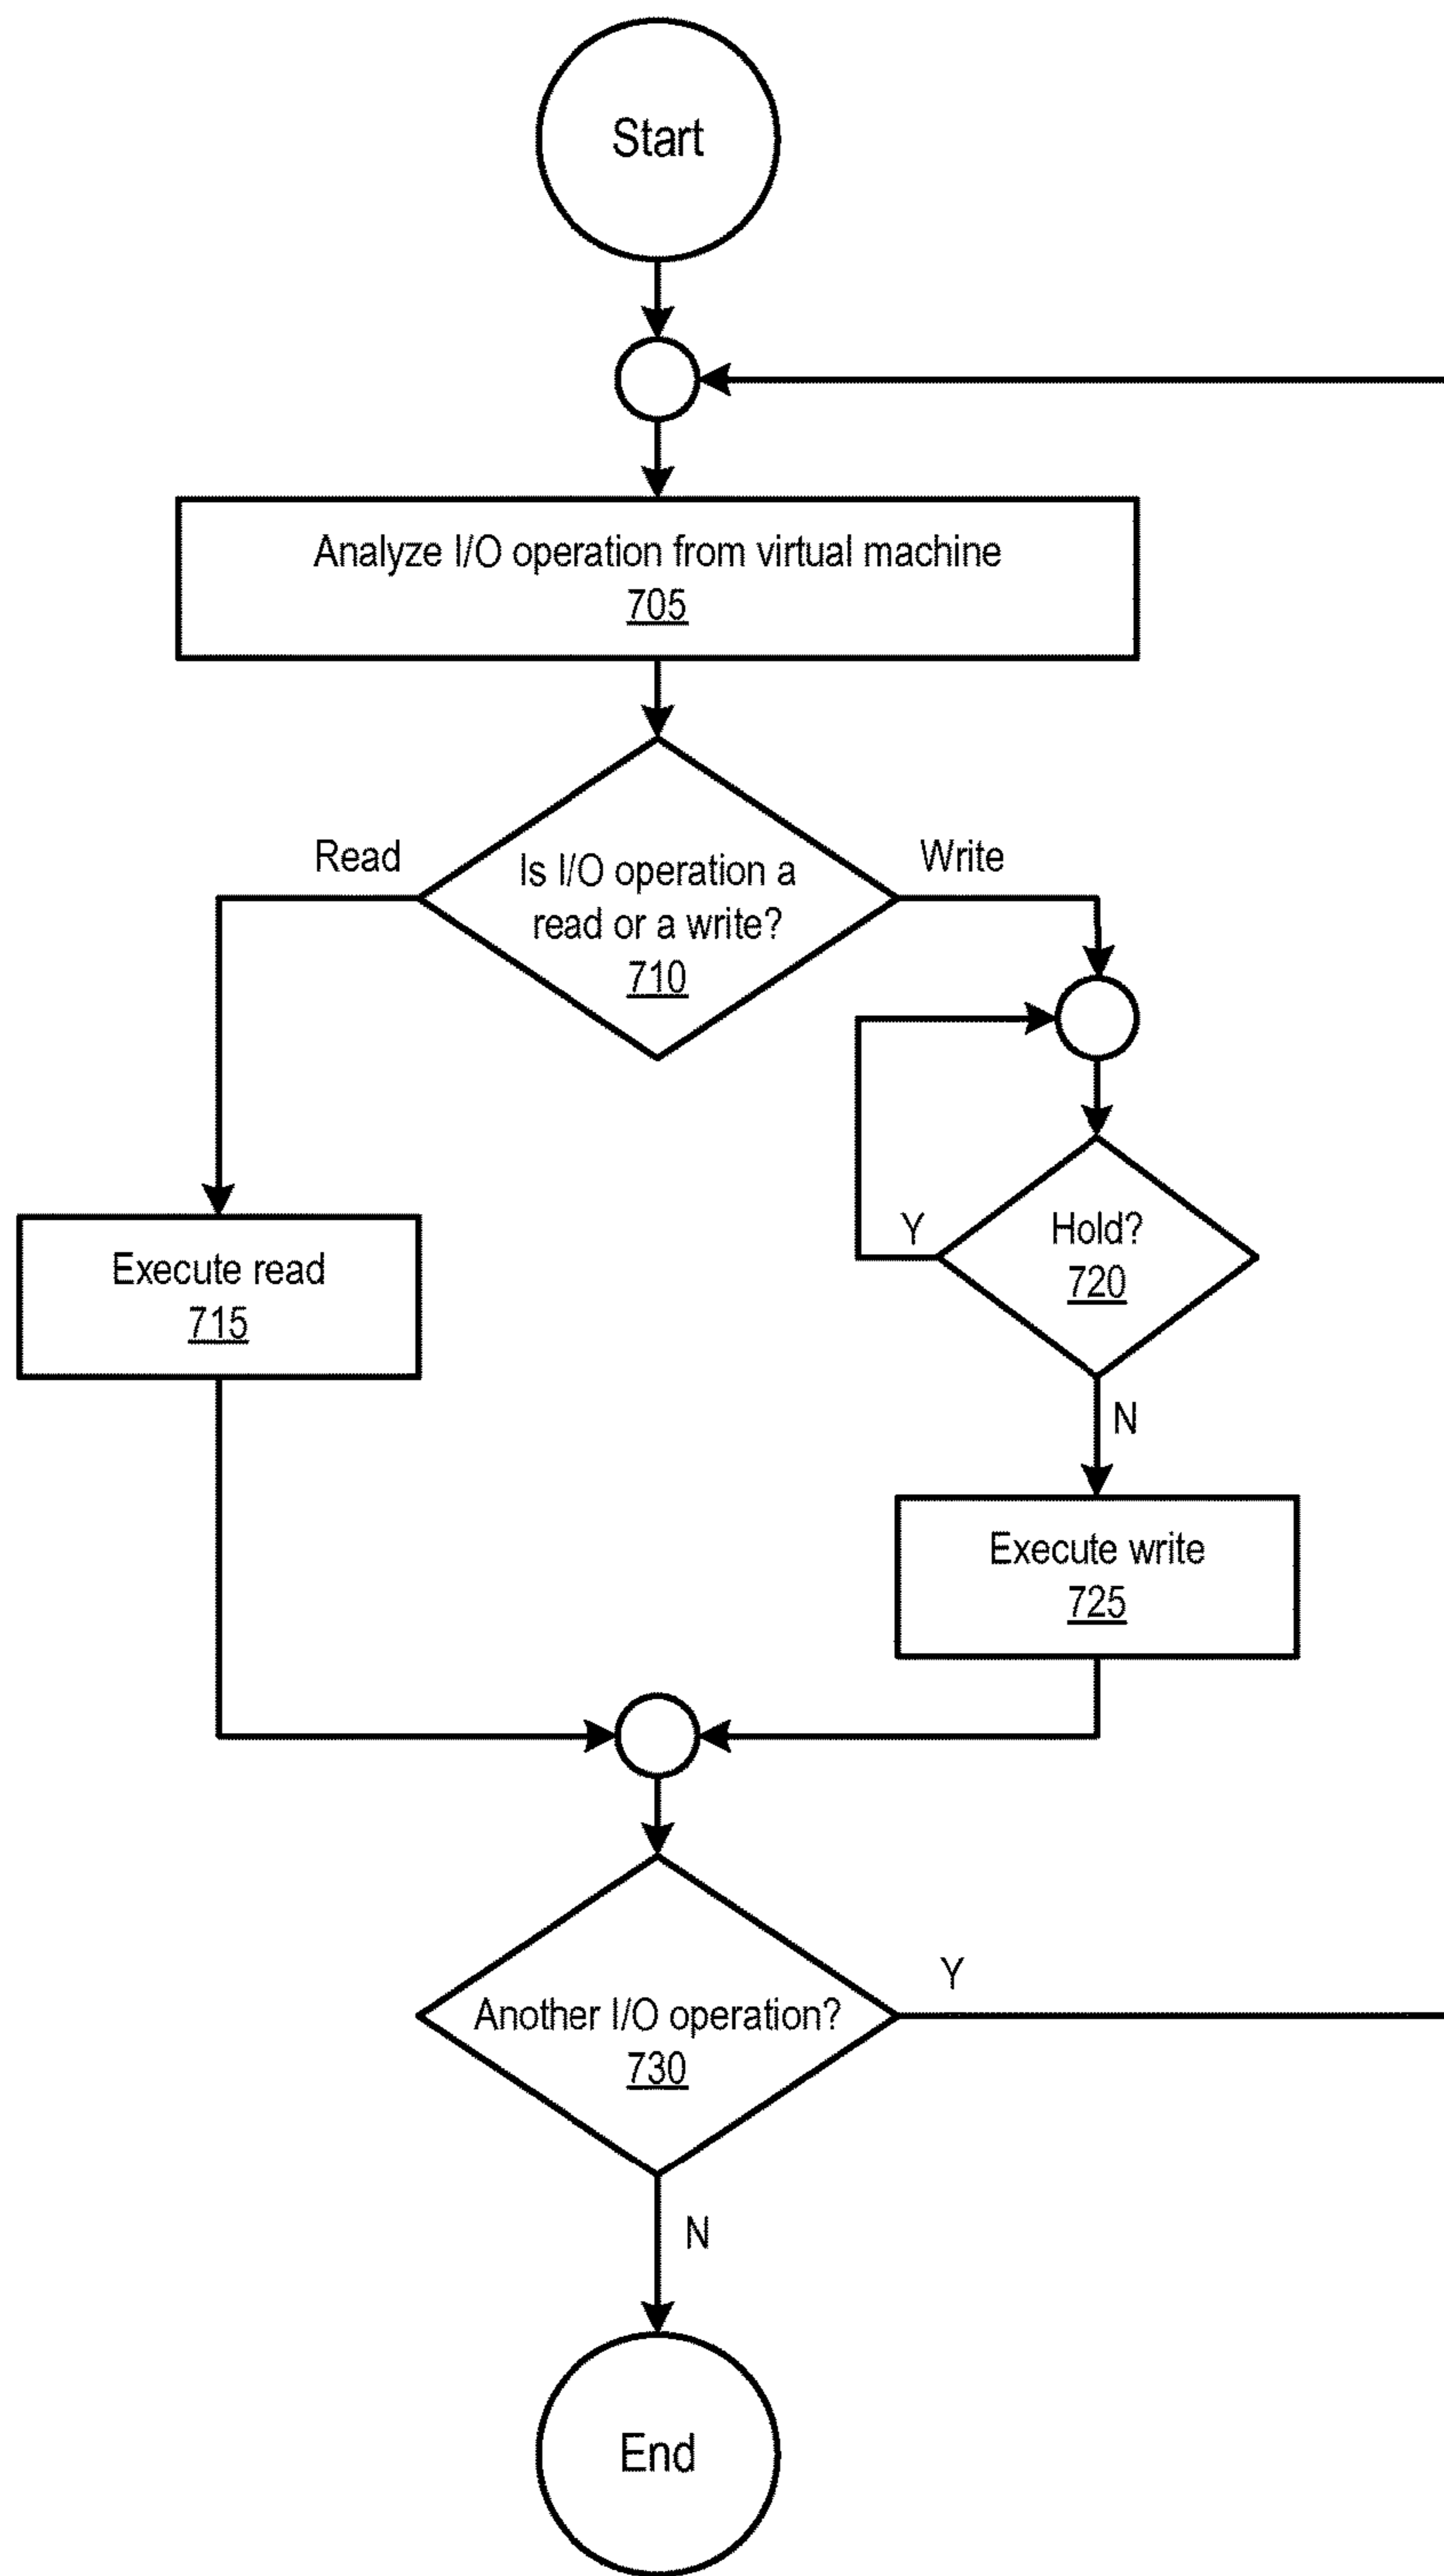 Start
Analyze I/O operation from virtual machine
705
Read
Write
Is I/O operation a
read or a write?
710
Y
Hold?
720
Execute read
715
N
Execute write
725
Y
Another I/O operation?
730
N
End